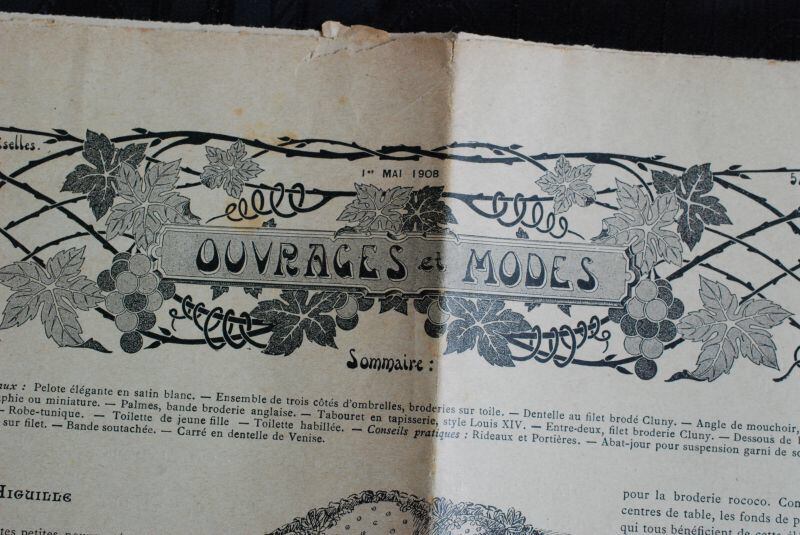 1er MAI 1908
OUVRAGES et MODES
Sommaire :
Pelote élégante en satin blanc. — Ensemble de trois côtés d'ombrelles, broderies sur toile. — Dentelle au filet brodé Cluny. — Angle de mouchoir,
ou miniature. — Palmes, bande broderie anglaise. — Tabouret en tapisserie, style Louis XIV. — Entre-deux, filet broderie Cluny. — Dessous de
— Robe-tunique. — Toilette de jeune fille — Toilette habillée. — Conseils pratiques : Rideaux et Portières. — Abat-jour pour suspension garni de
sur filet. — Bande soutachée. — Carré en dentelle de Venise.
AIGUILLE
petites
pour la broderie rococo.
centres de table, les fonds de
qui tous bénéficient de cette